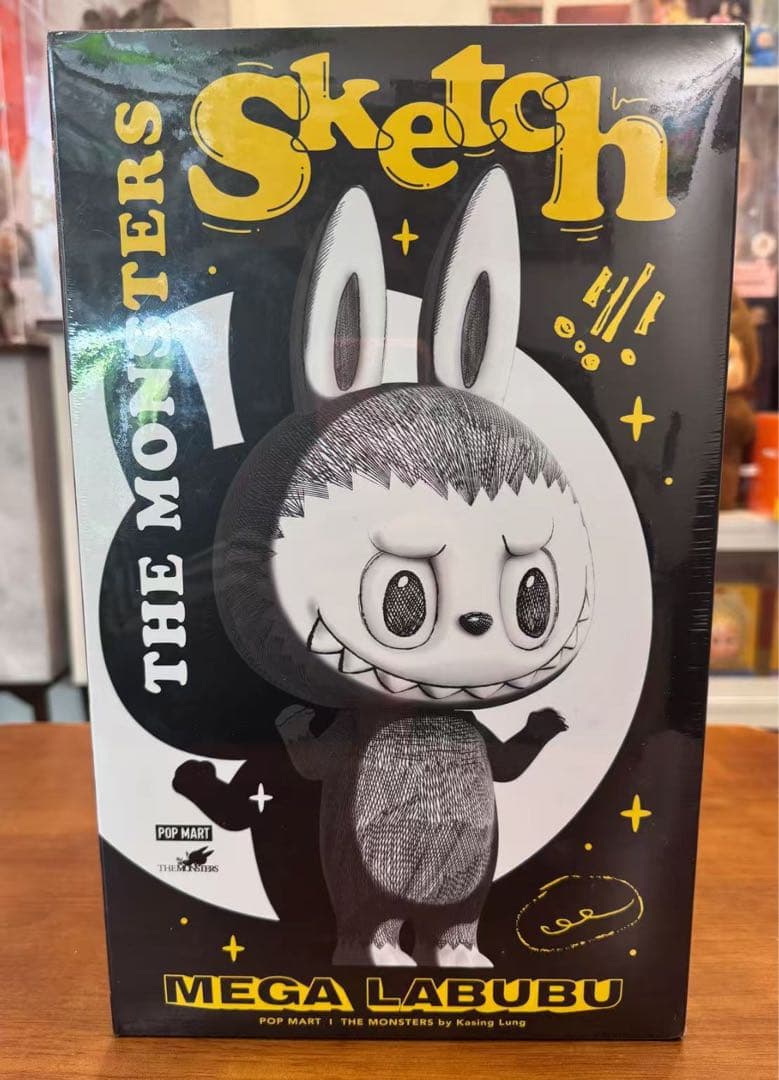 Sketch
THE MONSTERS
POP MART
THE MONSTERS
MEGA LABUBU
POP MART | THE MONSTERS by Kasing Lung